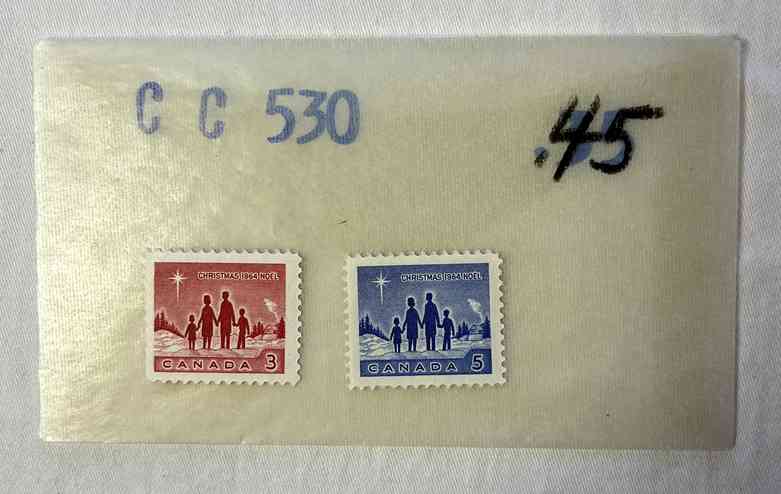 C C 530
.45
CHRISTMAS 1964 NOËL
CANADA 3
CHRISTMAS 1964 NOËL
CANADA 5